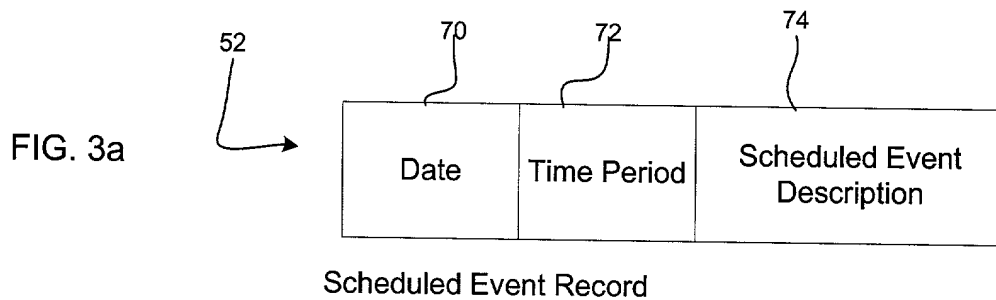 52
70
72
74
FIG. 3a
Date
Time Period
Scheduled Event
Description
Scheduled Event Record